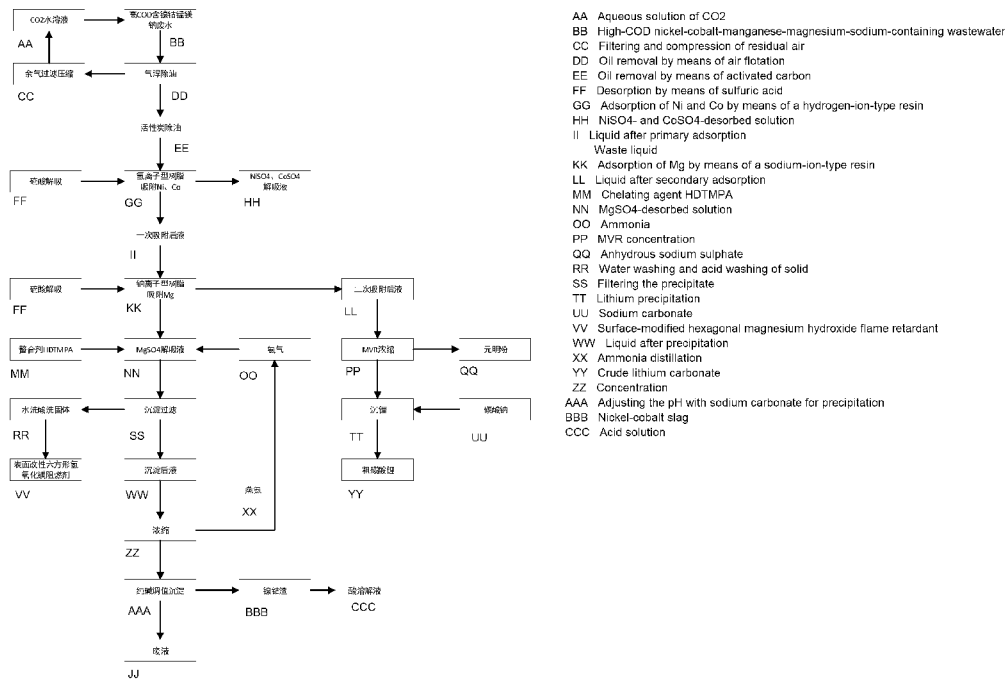 CO2水溶液
高COD含镍钴锰镁
钠废水
AA
BB
余气过滤压缩
气浮除油
CC
DD
活性炭除油
EE
硫酸解吸
氢离子型树脂
吸附Ni、Co
NiSO4、CoSO4
解吸液
FF
GG
HH
一次吸附后液
II
硫酸解吸
钠离子型树脂
吸附Mg
二次吸附后液
FF
KK
LL
螯合剂HDTMPA
MgSO4解吸液
氨气
MVR浓缩
元明粉
MM
NN
OO
PP
QQ
水洗酸洗固体
沉淀过滤
沉锂
碳酸钠
RR
SS
TT
UU
表面改性六方形氢
氧化镁阻燃剂
沉淀后液
粗碳酸锂
VV
WW
蒸氨
XX
YY
浓缩
ZZ
纯碱调值沉淀
镍钴渣
酸溶解液
AAA
BBB
CCC
废液
JJ
AA Aqueous solution of CO2
BB High-COD nickel-cobalt-manganese-magnesium-sodium-containing wastewater
CC Filtering and compression of residual air
DD Oil removal by means of air flotation
EE Oil removal by means of activated carbon
FF Desorption by means of sulfuric acid
GG Adsorption of Ni and Co by means of a hydrogen-ion-type resin
HH NiSO4- and CoSO4-desorbed solution
II Liquid after primary adsorption
Waste liquid
KK Adsorption of Mg by means of a sodium-ion-type resin
LL Liquid after secondary adsorption
MM Chelating agent HDTMPA
NN MgSO4-desorbed solution
OO Ammonia
PP MVR concentration
QQ Anhydrous sodium sulphate
RR Water washing and acid washing of solid
SS Filtering the precipitate
TT Lithium precipitation
UU Sodium carbonate
VV Surface-modified hexagonal magnesium hydroxide flame retardant
WW Liquid after precipitation
XX Ammonia distillation
YY Crude lithium carbonate
ZZ Concentration
AAA Adjusting the pH with sodium carbonate for precipitation
BBB Nickel-cobalt slag
CCC Acid solution